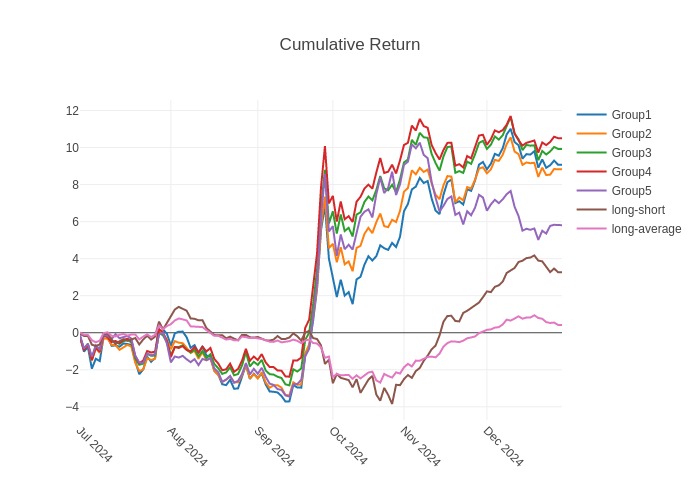 Cumulative Return
12
10
8
6
4
2
0
−2
−4
Jul 2024
Aug 2024
Sep 2024
Oct 2024
Nov 2024
Dec 2024
Group1
Group2
Group3
Group4
Group5
long-short
long-average